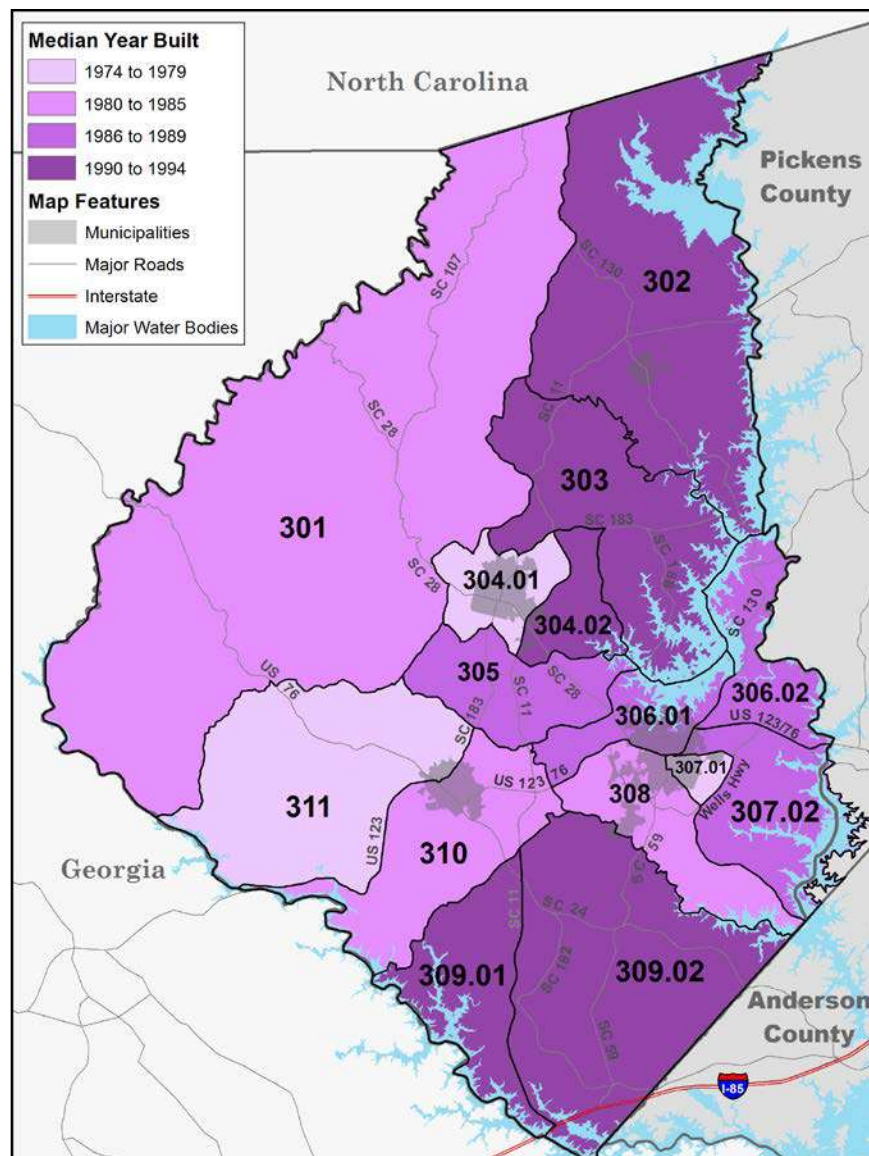 Median Year Built
1974 to 1979
1980 to 1985
1986 to 1989
1990 to 1994
Map Features
Municipalities
Major Roads
Interstate
Major Water Bodies
North Carolina
Pickens
County
SC 107
SC 130
302
SC 28
SC 11
303
301
SC 183
SC 28
304.01
304.02
SC 130
305
SC 28
SC 11
SC 183
US 76
306.01
306.02
US 123/76
307.01
US 123 76
308
Wells Hwy
307.02
311
US 123
310
59
Georgia
SC 11
SC 24
309.01
SC 182
309.02
SC 59
Anderson
County
I-85